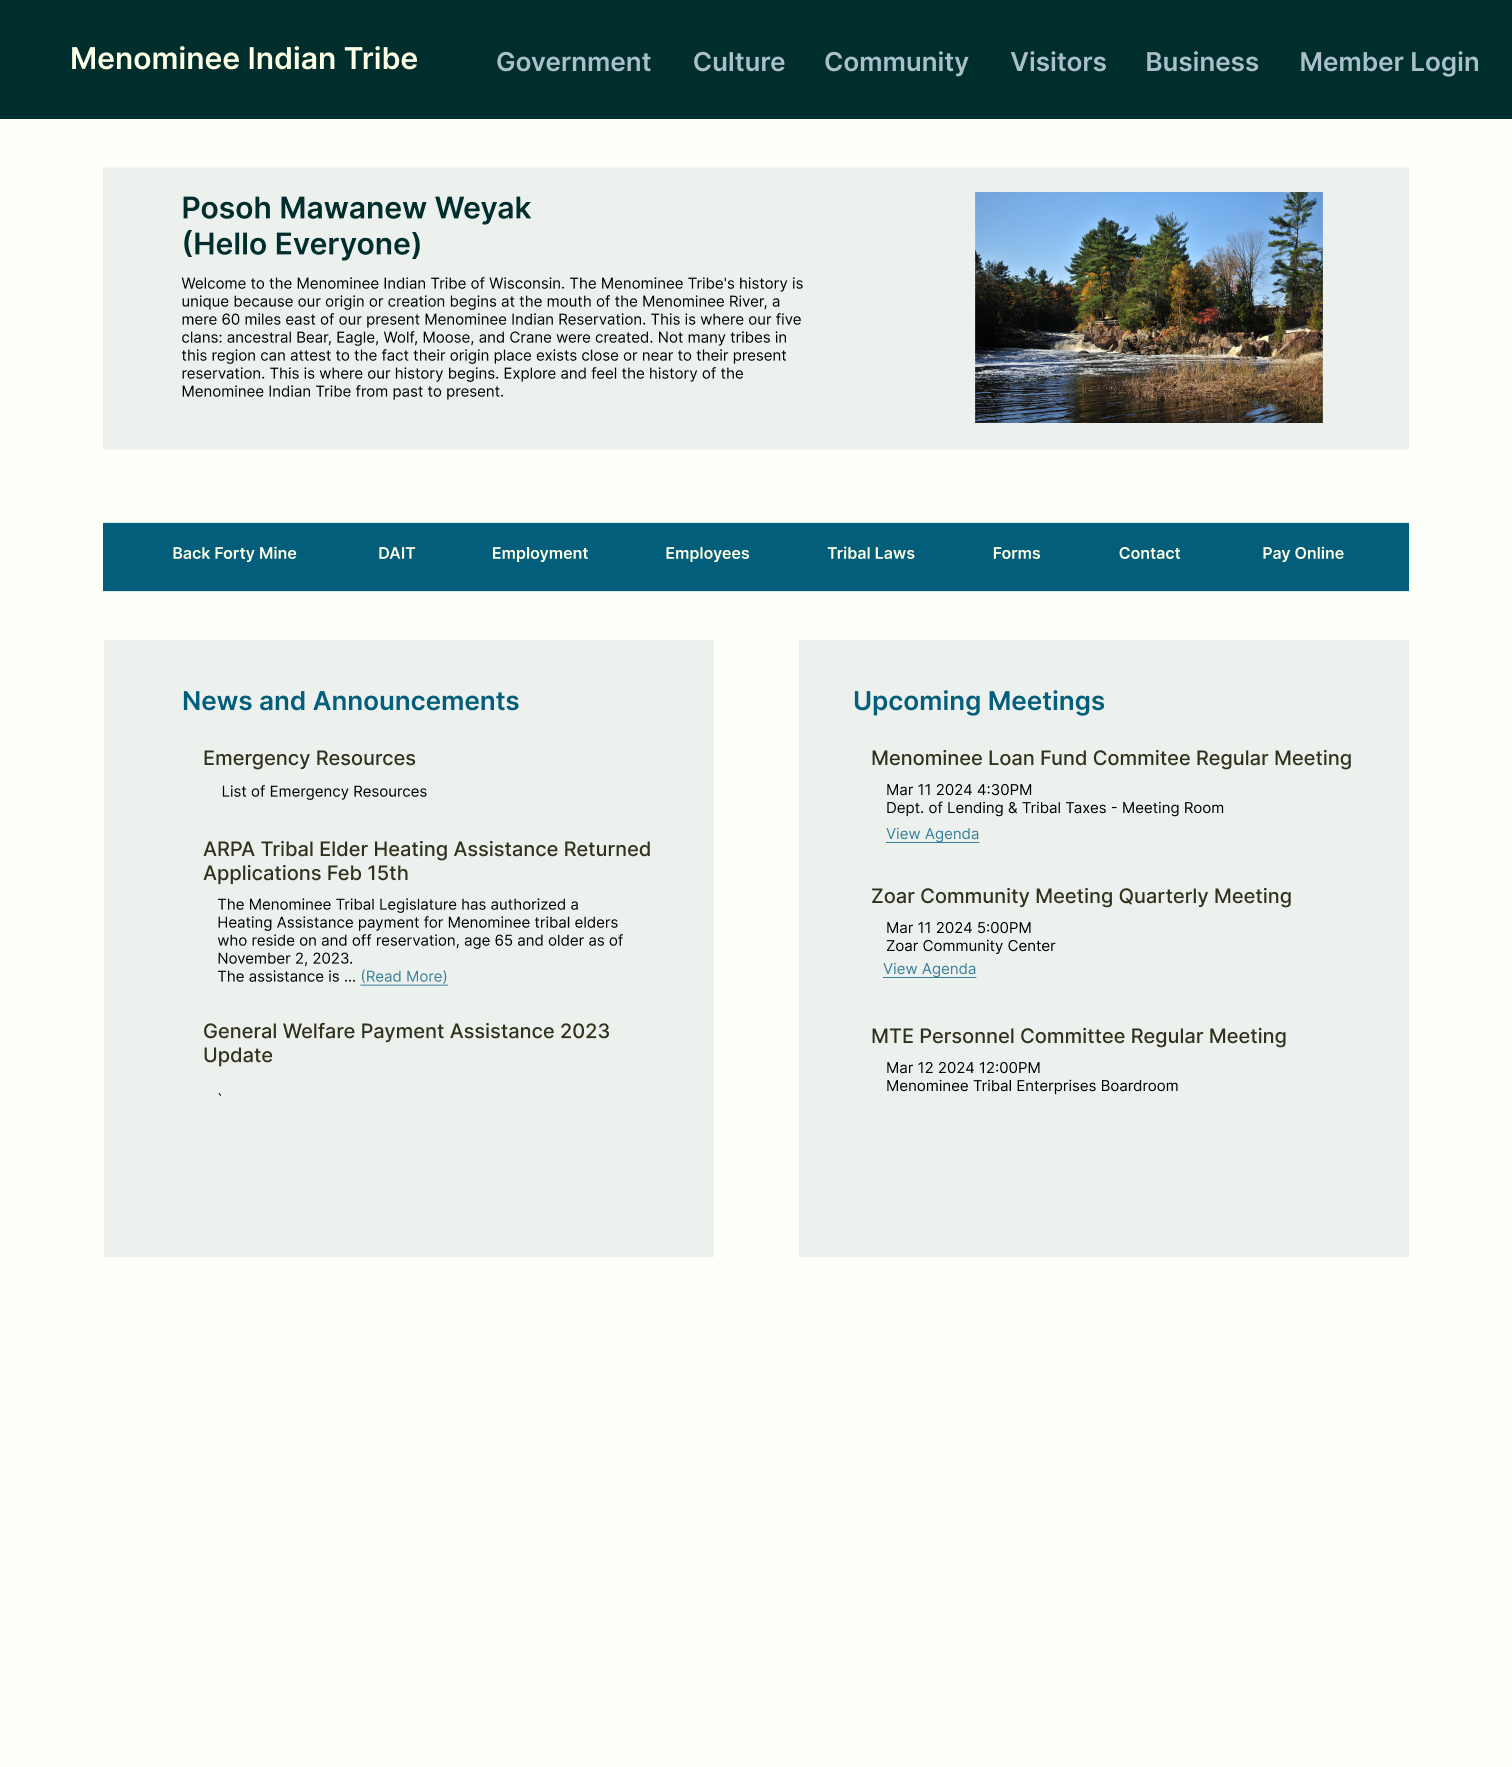 Menominee Indian Tribe
Government Culture Community Visitors Business Member Login
Posoh Mawanew Weyak
(Hello Everyone)
Welcome to the Menominee Indian Tribe of Wisconsin. The Menominee Tribe's history is
unique because our origin or creation begins at the mouth of the Menominee River, a
mere 60 miles east of our present Menominee Indian Reservation. This is where our five
clans: ancestral Bear, Eagle, Wolf, Moose, and Crane were created. Not many tribes in
this region can attest to the fact their origin place exists close or near to their present
reservation. This is where our history begins. Explore and feel the history of the
Menominee Indian Tribe from past to present.
Back Forty Mine DAIT Employment Employees Tribal Laws Forms Contact Pay Online
News and Announcements
Emergency Resources
List of Emergency Resources
ARPA Tribal Elder Heating Assistance Returned
Applications Feb 15th
The Menominee Tribal Legislature has authorized a
Heating Assistance payment for Menominee tribal elders
who reside on and off reservation, age 65 and older as of
November 2, 2023.
The assistance is ... (Read More)
General Welfare Payment Assistance 2023
Update
`
Upcoming Meetings
Menominee Loan Fund Commitee Regular Meeting
Mar 11 2024 4:30PM
Dept. of Lending & Tribal Taxes - Meeting Room
View Agenda
Zoar Community Meeting Quarterly Meeting
Mar 11 2024 5:00PM
Zoar Community Center
View Agenda
MTE Personnel Committee Regular Meeting
Mar 12 2024 12:00PM
Menominee Tribal Enterprises Boardroom